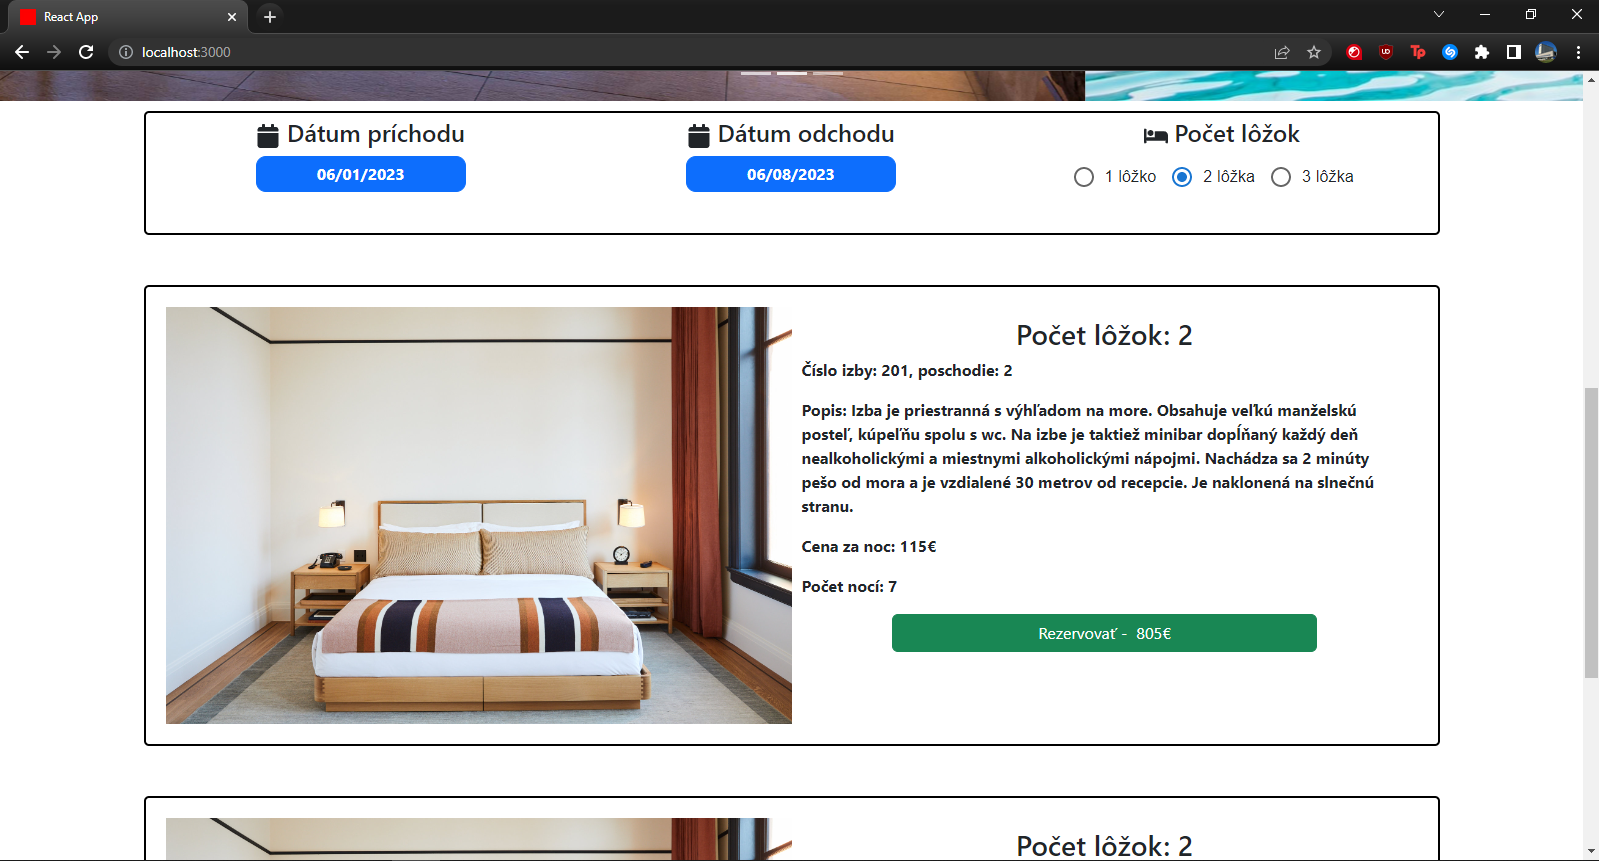 React App
localhost:3000
Dátum príchodu
Dátum odchodu
Počet lôžok
06/01/2023
06/08/2023
1 lôžko
2 lôžka
3 lôžka
Počet lôžok: 2
Číslo izby: 201, poschodie: 2
Popis: Izba je priestranná s výhľadom na more. Obsahuje veľkú manželskú
posteľ, kúpeľňu spolu s wc. Na izbe je taktiež minibar dopĺňaný každý deň
nealkoholickými a miestnymi alkoholickými nápojmi. Nachádza sa 2 minúty
pešo od mora a je vzdialené 30 metrov od recepcie. Je naklonená na slnečnú
stranu.
Cena za noc: 115€
Počet nocí: 7
Rezervovať - 805€
Počet lôžok: 2